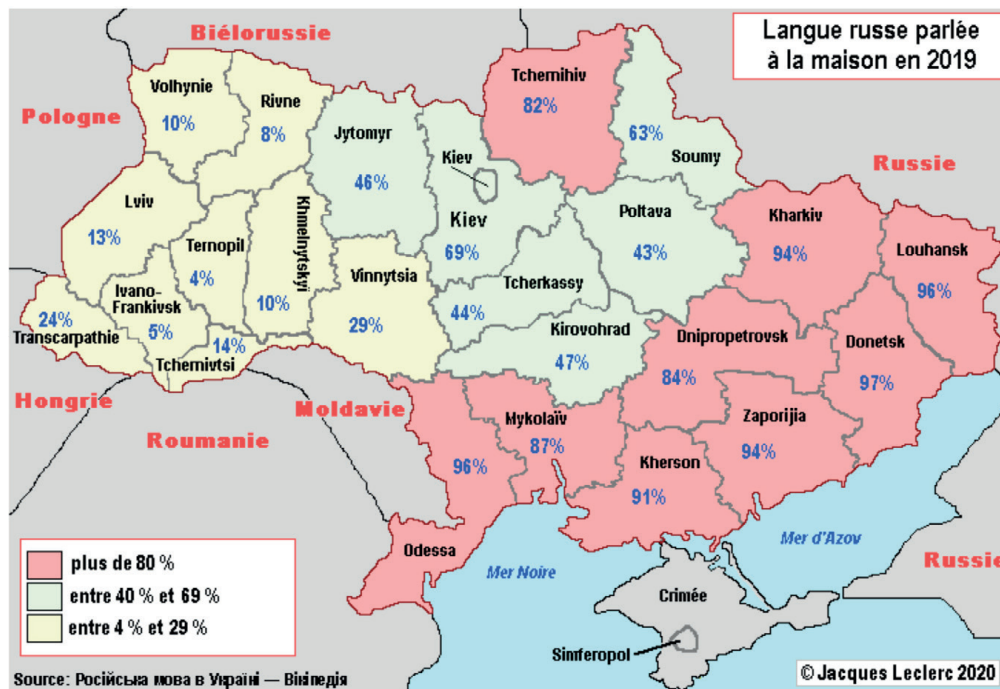 Langue russe parlée
à la maison en 2019
Biélorussie
Pologne
Russie
Volhynie
10 %
Rivne
8 %
Jytomyr
46 %
Kiev
Kiev
69 %
Tchernihiv
82 %
63 %
Soumy
Lviv
13 %
Ternopil
4 %
Khmelnytskyï
10 %
Vinnytsia
29 %
Tcherkassy
44 %
Poltava
43 %
Kharkiv
94 %
Louhansk
96 %
24 %
Transcarpathie
Ivano-
Frankivsk
5 %
14 %
Tchernivtsi
Kirovohrad
47 %
Dnipropetrovsk
84 %
Donetsk
97 %
Hongrie
Roumanie
Moldavie
96 %
Odessa
Mykolaïv
87 %
Kherson
91 %
Zaporijia
94 %
Mer Noire
Mer d'Azov
Russie
Crimée
Simferopol
plus de 80 %
entre 40 % et 69 %
entre 4 % et 29 %
Source: Російська мова в Україні — Вікіпедія
© Jacques Leclerc 2020